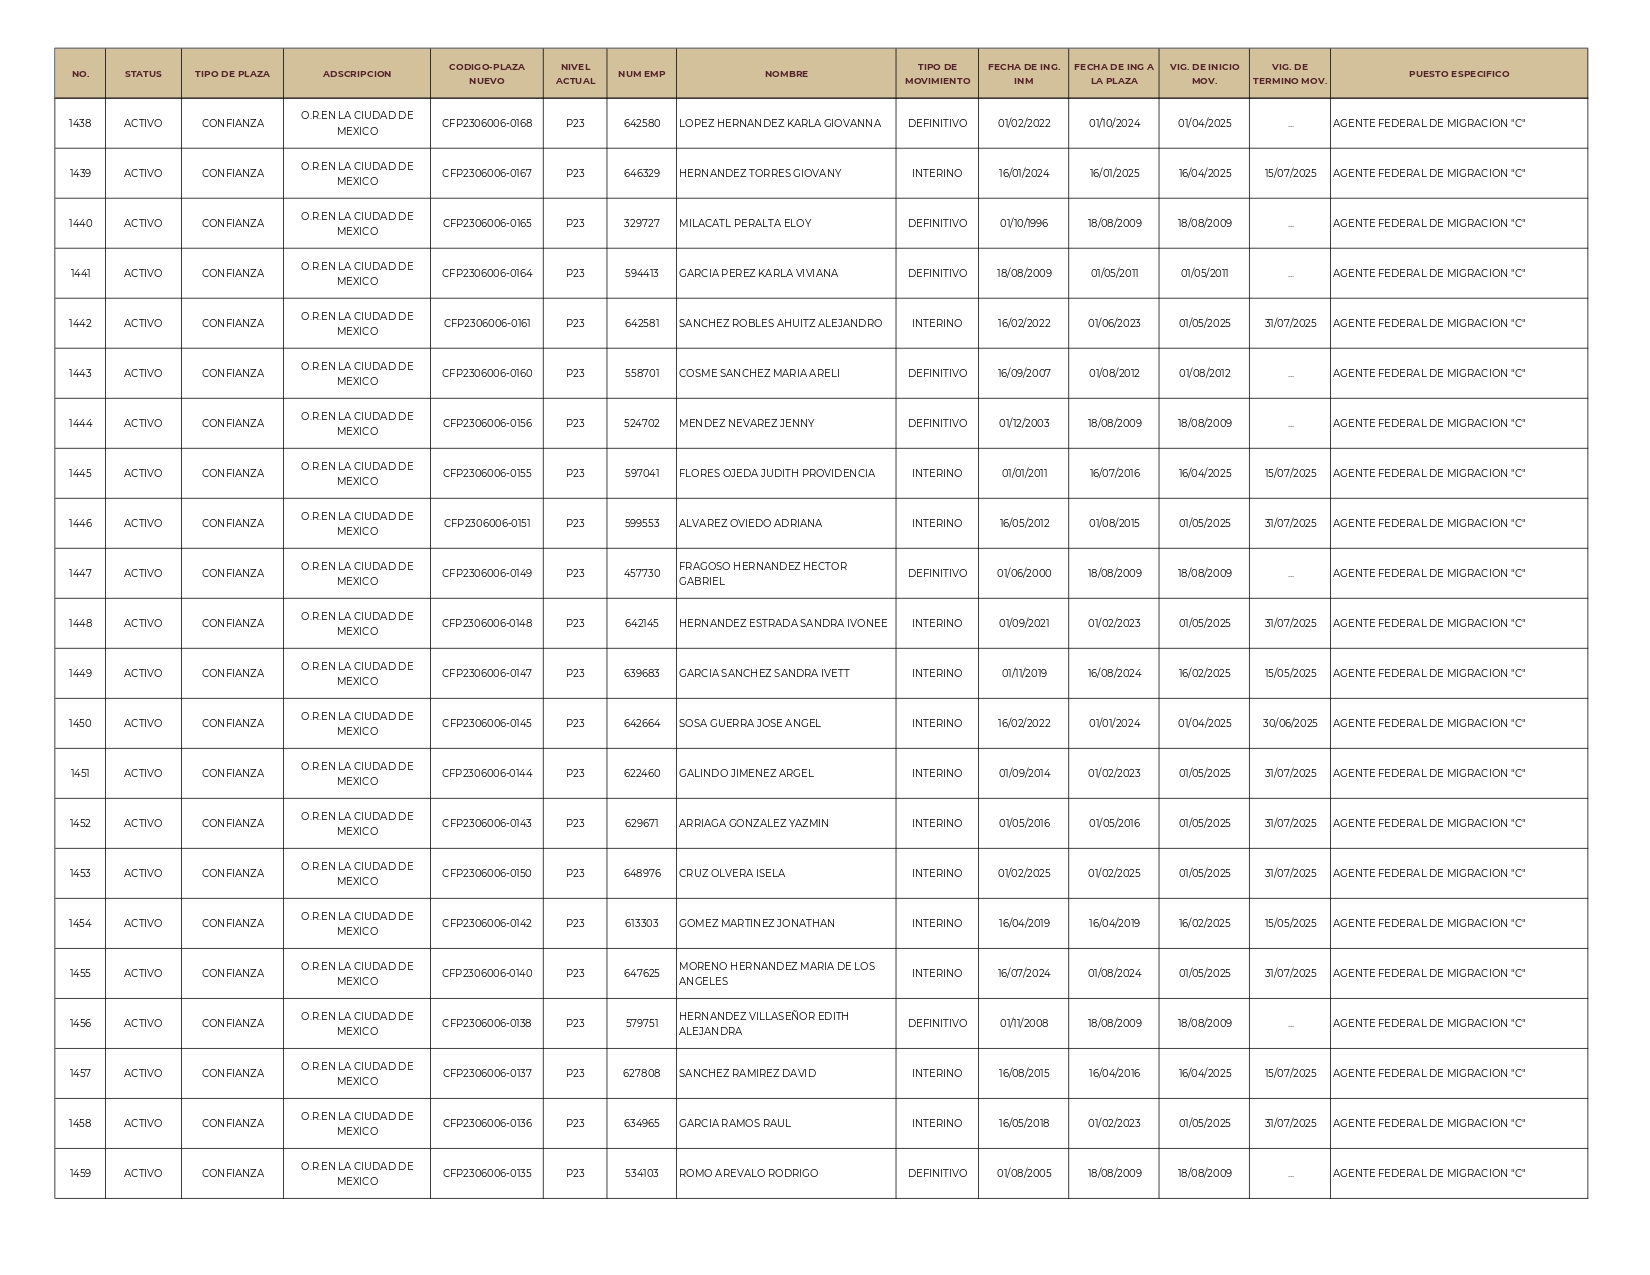 NO. STATUS TIPO DE PLAZA ADSCRIPCION CODIGO-PLAZA NUEVO NIVEL ACTUAL NUM EMP NOMBRE TIPO DE MOVIMIENTO FECHA DE ING. INM FECHA DE ING A LA PLAZA VIG. DE INICIO MOV. VIG. DE TERMINO MOV. PUESTO ESPECIFICO
1438 ACTIVO CONFIANZA O.R.EN LA CIUDAD DE MEXICO CFP2306006-0168 P23 642580 LOPEZ HERNANDEZ KARLA GIOVANNA DEFINITIVO 01/02/2022 01/10/2024 01/04/2025 ... AGENTE FEDERAL DE MIGRACION "C"
1439 ACTIVO CONFIANZA O.R.EN LA CIUDAD DE MEXICO CFP2306006-0167 P23 646329 HERNANDEZ TORRES GIOVANY INTERINO 16/01/2024 16/01/2025 16/04/2025 15/07/2025 AGENTE FEDERAL DE MIGRACION "C"
1440 ACTIVO CONFIANZA O.R.EN LA CIUDAD DE MEXICO CFP2306006-0165 P23 329727 MILACATL PERALTA ELOY DEFINITIVO 01/10/1996 18/08/2009 18/08/2009 ... AGENTE FEDERAL DE MIGRACION "C"
1441 ACTIVO CONFIANZA O.R.EN LA CIUDAD DE MEXICO CFP2306006-0164 P23 594413 GARCIA PEREZ KARLA VIVIANA DEFINITIVO 18/08/2009 01/05/2011 01/05/2011 ... AGENTE FEDERAL DE MIGRACION "C"
1442 ACTIVO CONFIANZA O.R.EN LA CIUDAD DE MEXICO CFP2306006-0161 P23 642581 SANCHEZ ROBLES AHUITZ ALEJANDRO INTERINO 16/02/2022 01/06/2023 01/05/2025 31/07/2025 AGENTE FEDERAL DE MIGRACION "C"
1443 ACTIVO CONFIANZA O.R.EN LA CIUDAD DE MEXICO CFP2306006-0160 P23 558701 COSME SANCHEZ MARIA ARELI DEFINITIVO 16/09/2007 01/08/2012 01/08/2012 ... AGENTE FEDERAL DE MIGRACION "C"
1444 ACTIVO CONFIANZA O.R.EN LA CIUDAD DE MEXICO CFP2306006-0156 P23 524702 MENDEZ NEVAREZ JENNY DEFINITIVO 01/12/2003 18/08/2009 18/08/2009 ... AGENTE FEDERAL DE MIGRACION "C"
1445 ACTIVO CONFIANZA O.R.EN LA CIUDAD DE MEXICO CFP2306006-0155 P23 597041 FLORES OJEDA JUDITH PROVIDENCIA INTERINO 01/01/2011 16/07/2016 16/04/2025 15/07/2025 AGENTE FEDERAL DE MIGRACION "C"
1446 ACTIVO CONFIANZA O.R.EN LA CIUDAD DE MEXICO CFP2306006-0151 P23 599553 ALVAREZ OVIEDO ADRIANA INTERINO 16/05/2012 01/08/2015 01/05/2025 31/07/2025 AGENTE FEDERAL DE MIGRACION "C"
1447 ACTIVO CONFIANZA O.R.EN LA CIUDAD DE MEXICO CFP2306006-0149 P23 457730 FRAGOSO HERNANDEZ HECTOR GABRIEL DEFINITIVO 01/06/2000 18/08/2009 18/08/2009 ... AGENTE FEDERAL DE MIGRACION "C"
1448 ACTIVO CONFIANZA O.R.EN LA CIUDAD DE MEXICO CFP2306006-0148 P23 642145 HERNANDEZ ESTRADA SANDRA IVONEE INTERINO 01/09/2021 01/02/2023 01/05/2025 31/07/2025 AGENTE FEDERAL DE MIGRACION "C"
1449 ACTIVO CONFIANZA O.R.EN LA CIUDAD DE MEXICO CFP2306006-0147 P23 639683 GARCIA SANCHEZ SANDRA IVETT INTERINO 01/11/2019 16/08/2024 16/02/2025 15/05/2025 AGENTE FEDERAL DE MIGRACION "C"
1450 ACTIVO CONFIANZA O.R.EN LA CIUDAD DE MEXICO CFP2306006-0145 P23 642664 SOSA GUERRA JOSE ANGEL INTERINO 16/02/2022 01/01/2024 01/04/2025 30/06/2025 AGENTE FEDERAL DE MIGRACION "C"
1451 ACTIVO CONFIANZA O.R.EN LA CIUDAD DE MEXICO CFP2306006-0144 P23 622460 GALINDO JIMENEZ ARGEL INTERINO 01/09/2014 01/02/2023 01/05/2025 31/07/2025 AGENTE FEDERAL DE MIGRACION "C"
1452 ACTIVO CONFIANZA O.R.EN LA CIUDAD DE MEXICO CFP2306006-0143 P23 629671 ARRIAGA GONZALEZ YAZMIN INTERINO 01/05/2016 01/05/2016 01/05/2025 31/07/2025 AGENTE FEDERAL DE MIGRACION "C"
1453 ACTIVO CONFIANZA O.R.EN LA CIUDAD DE MEXICO CFP2306006-0150 P23 648976 CRUZ OLVERA ISELA INTERINO 01/02/2025 01/02/2025 01/05/2025 31/07/2025 AGENTE FEDERAL DE MIGRACION "C"
1454 ACTIVO CONFIANZA O.R.EN LA CIUDAD DE MEXICO CFP2306006-0142 P23 613303 GOMEZ MARTINEZ JONATHAN INTERINO 16/04/2019 16/04/2019 16/02/2025 15/05/2025 AGENTE FEDERAL DE MIGRACION "C"
1455 ACTIVO CONFIANZA O.R.EN LA CIUDAD DE MEXICO CFP2306006-0140 P23 647625 MORENO HERNANDEZ MARIA DE LOS ANGELES INTERINO 16/07/2024 01/08/2024 01/05/2025 31/07/2025 AGENTE FEDERAL DE MIGRACION "C"
1456 ACTIVO CONFIANZA O.R.EN LA CIUDAD DE MEXICO CFP2306006-0138 P23 579751 HERNANDEZ VILLASEÑOR EDITH ALEJANDRA DEFINITIVO 01/11/2008 18/08/2009 18/08/2009 ... AGENTE FEDERAL DE MIGRACION "C"
1457 ACTIVO CONFIANZA O.R.EN LA CIUDAD DE MEXICO CFP2306006-0137 P23 627808 SANCHEZ RAMIREZ DAVID INTERINO 16/08/2015 16/04/2016 16/04/2025 15/07/2025 AGENTE FEDERAL DE MIGRACION "C"
1458 ACTIVO CONFIANZA O.R.EN LA CIUDAD DE MEXICO CFP2306006-0136 P23 634965 GARCIA RAMOS RAUL INTERINO 16/05/2018 01/02/2023 01/05/2025 31/07/2025 AGENTE FEDERAL DE MIGRACION "C"
1459 ACTIVO CONFIANZA O.R.EN LA CIUDAD DE MEXICO CFP2306006-0135 P23 534103 ROMO AREVALO RODRIGO DEFINITIVO 01/08/2005 18/08/2009 18/08/2009 ... AGENTE FEDERAL DE MIGRACION "C"